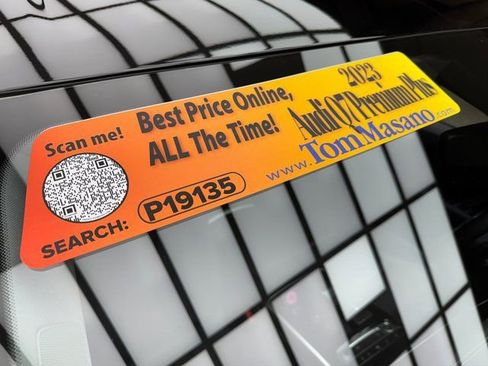 Scan me!
SEARCH: P19135
Best Price Online,
ALL The Time!
2023
Audi Q7 Premium Plus
www.TomMasano.com